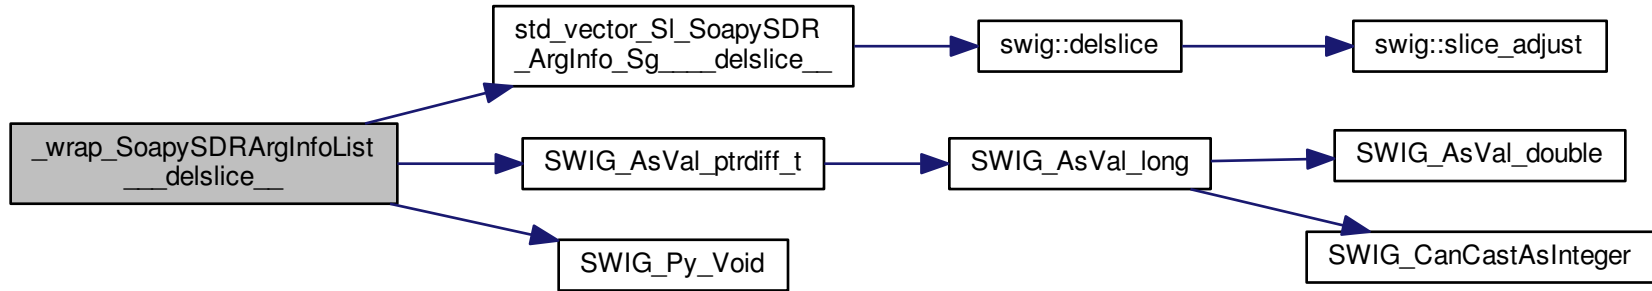 std_vector_Sl_SoapySDR
_ArgInfo_Sg____delslice__
swig::delslice
swig::slice_adjust
_wrap_SoapySDRArgInfoList
___delslice__
SWIG_AsVal_ptrdiff_t
SWIG_AsVal_long
SWIG_AsVal_double
SWIG_CanCastAsInteger
SWIG_Py_Void